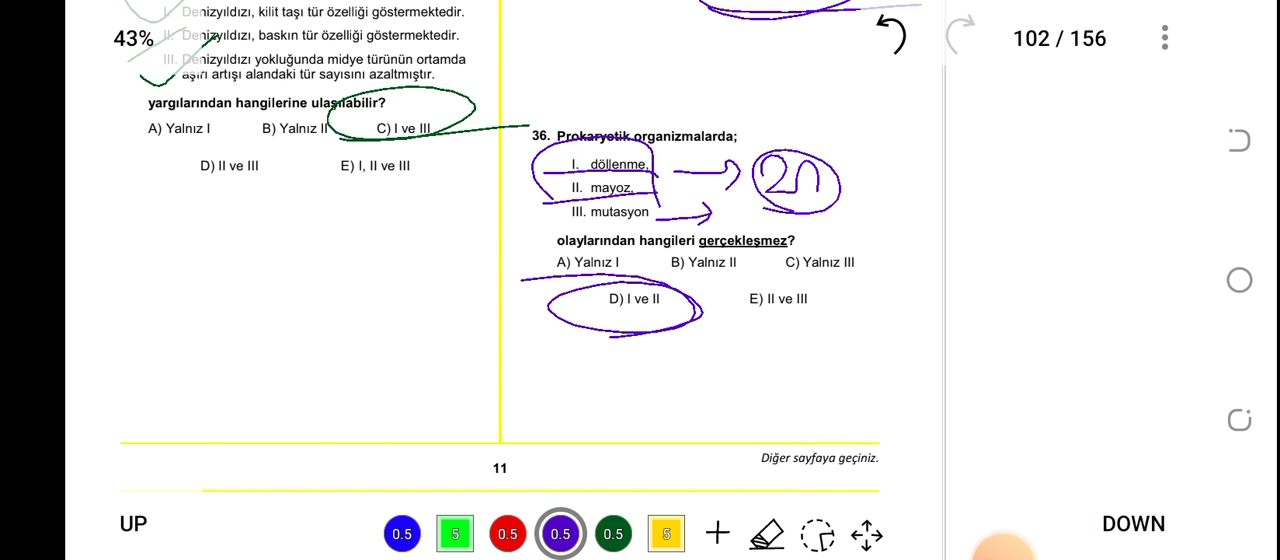 I. Denizyıldızı, kilit taşı tür özelliği göstermektedir.
43%
II. Denizyıldızı, baskın tür özelliği göstermektedir.
III. Denizyıldızı yokluğunda midye türünün ortamda
aşırı artışı alandaki tür sayısını azaltmıştır.
yargılarından hangilerine ulaşılabilir?
A) Yalnız I B) Yalnız II C) I ve III
D) II ve III E) I, II ve III
102 / 156
36. Prokaryotik organizmalarda;
I. döllenme,
II. mayoz,
III. mutasyon
2n
olaylarından hangileri gerçekleşmez?
A) Yalnız I B) Yalnız II C) Yalnız III
D) I ve II E) II ve III
11
Diğer sayfaya geçiniz.
UP
0.5 5 0.5 0.5 0.5 5
DOWN